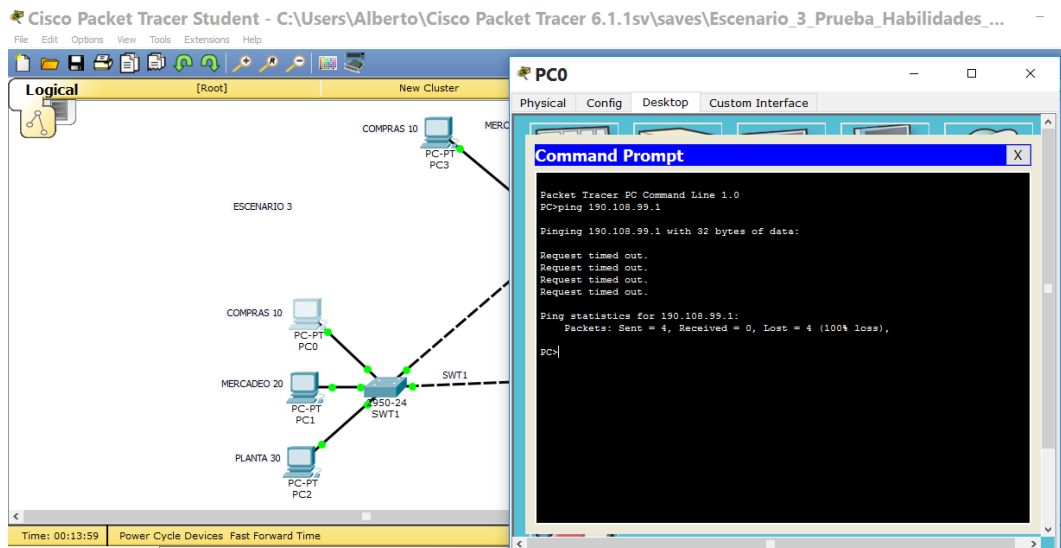 Cisco Packet Tracer Student - C:\Users\Alberto\Cisco Packet Tracer 6.1.1sv\saves\Escenario_3_Prueba_Habilidades_...
File Edit Options View Tools Extensions Help
Logical [Root] New Cluster
COMPRAS 10
MERC
PC-PT
PC3
ESCENARIO 3
COMPRAS 10
PC-PT
PC0
MERCADEO 20
PC-PT
PC1
SWT1
2950-24
SWT1
PLANTA 30
PC-PT
PC2
Time: 00:13:59 Power Cycle Devices Fast Forward Time
PC0
Physical Config Desktop Custom Interface
Command Prompt X
Packet Tracer PC Command Line 1.0
PC>ping 190.108.99.1
Pinging 190.108.99.1 with 32 bytes of data:
Request timed out.
Request timed out.
Request timed out.
Request timed out.
Ping statistics for 190.108.99.1:
Packets: Sent = 4, Received = 0, Lost = 4 (100% loss),
PC>